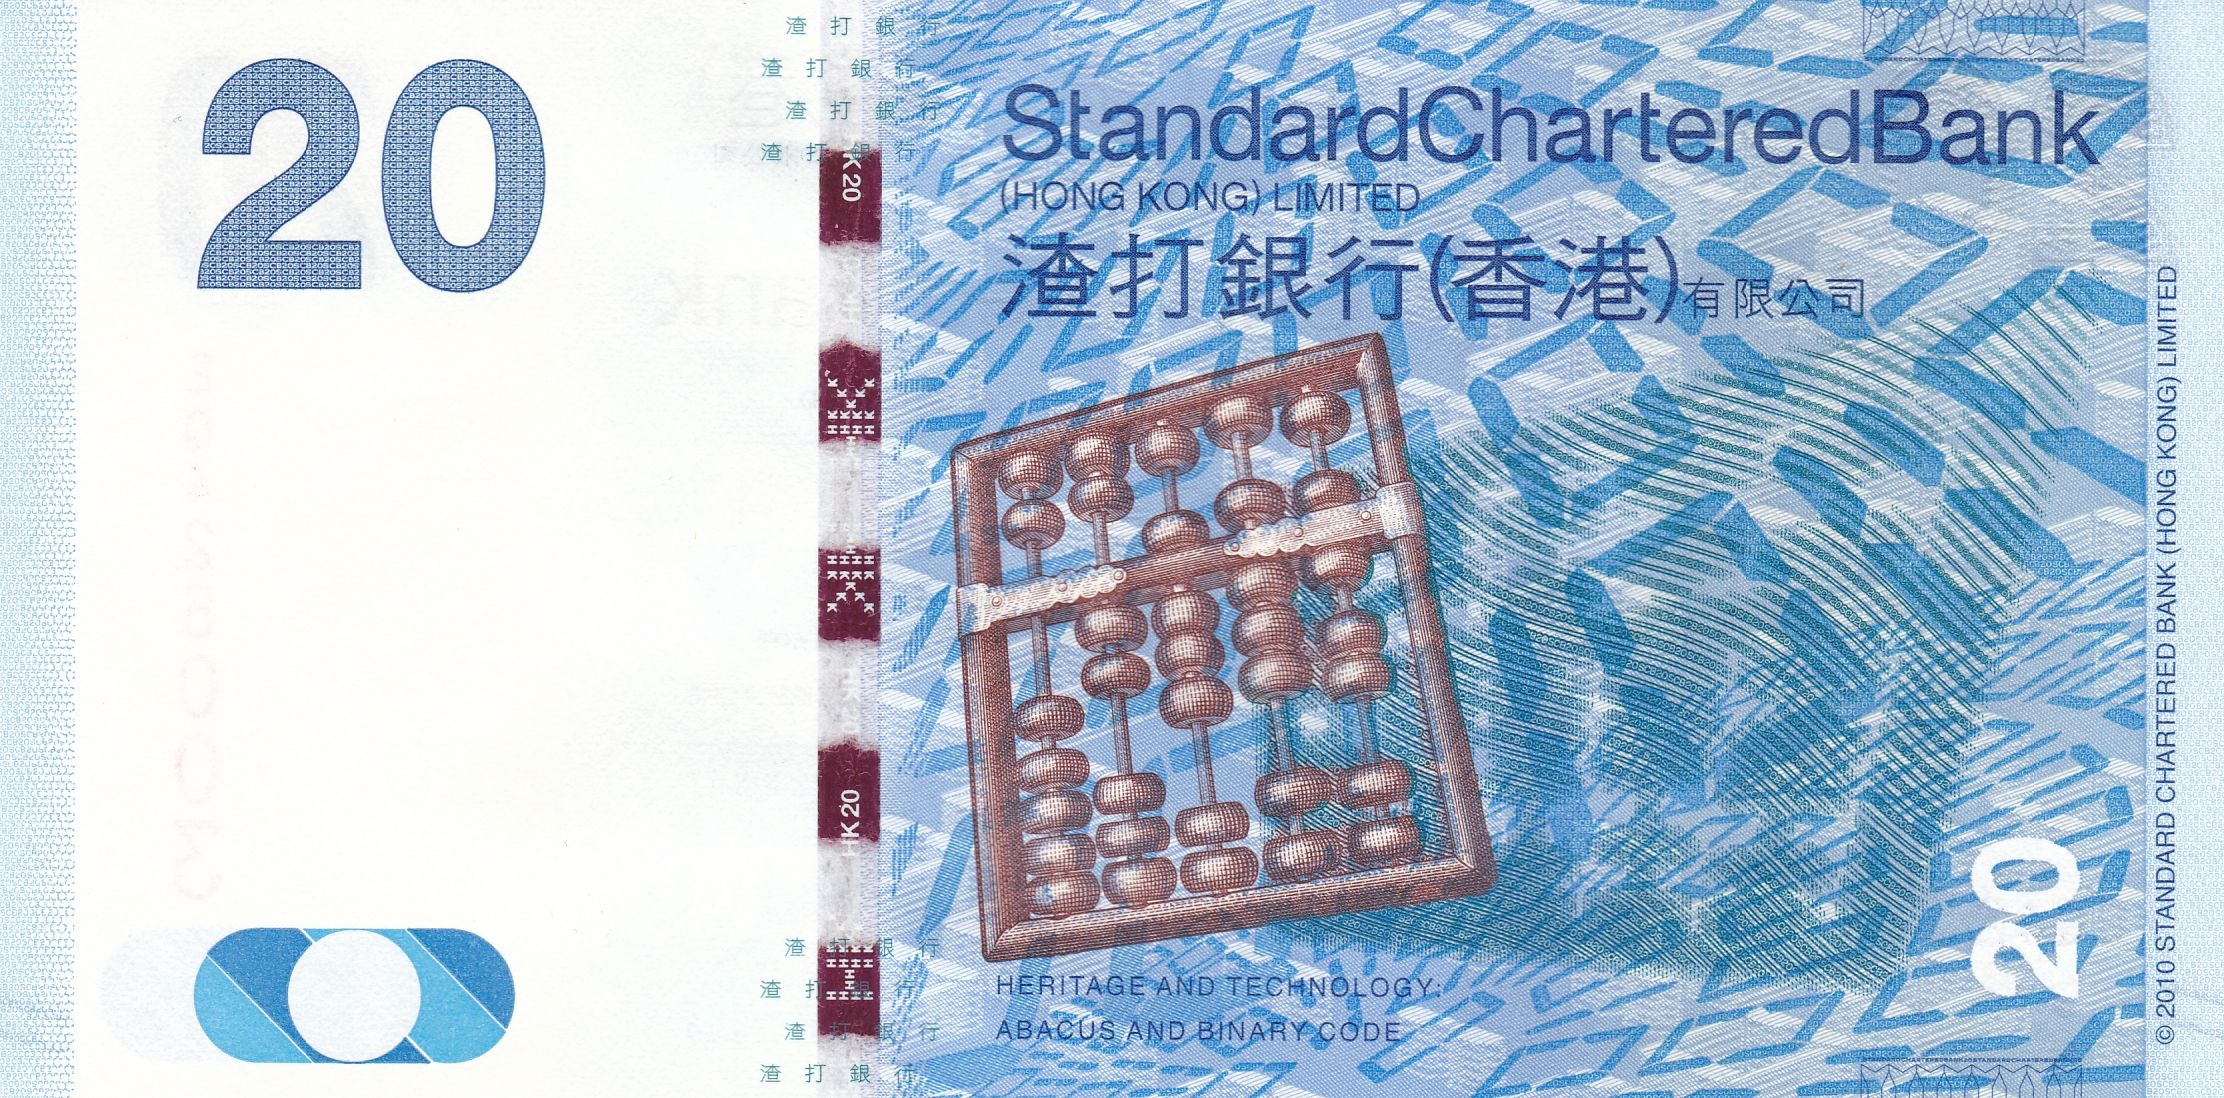 20
渣 打 銀 行
渣 打 銀 行
渣 打 銀 行
渣 打 銀 行
StandardCharteredBank
(HONG KONG) LIMITED
渣打銀行(香港)有限公司
K20
HK20
渣 打 銀 行
渣 打 銀 行
渣 打 銀 行
渣 打 銀 行
HERITAGE AND TECHNOLOGY:
ABACUS AND BINARY CODE
20
© 2010 STANDARD CHARTERED BANK (HONG KONG) LIMITED